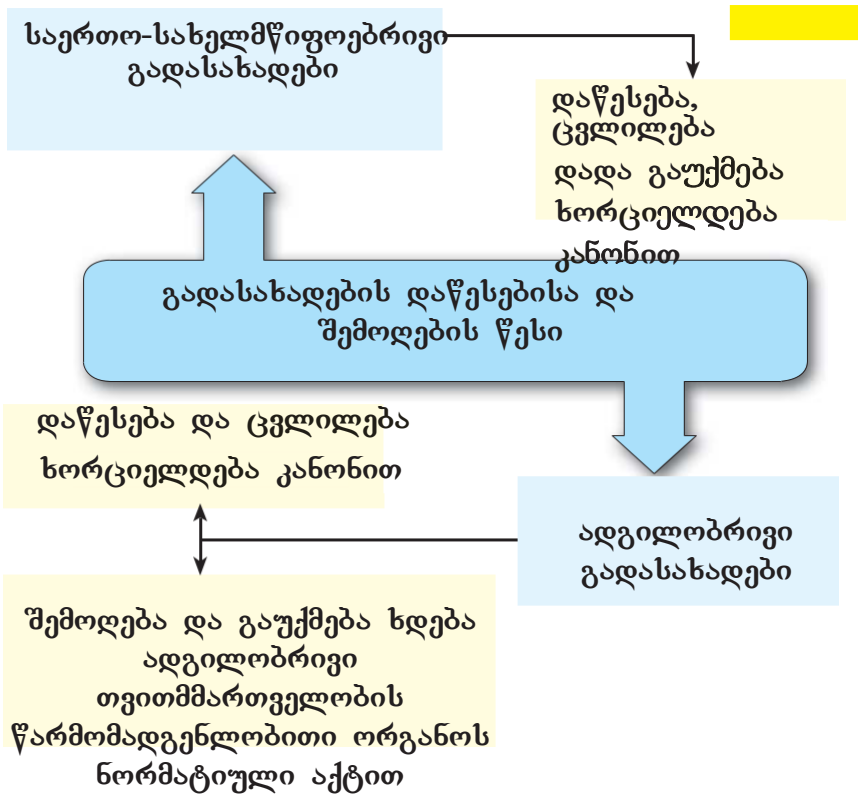 საერთო-სახელმწიფოებრივი
გადასახადები
დაწესება,
ცვლილება
დადა გაუქმება
ხორციელდება
კანონით
გადასახადების დაწესებისა და
შემოღების წესი
დაწესება და ცვლილება
ხორციელდება კანონით
ადგილობრივი
გადასახადები
შემოღება და გაუქმება ხდება
ადგილობრივი
თვითმმართველობის
წარმომადგენლობითი ორგანოს
ნორმატიული აქტით